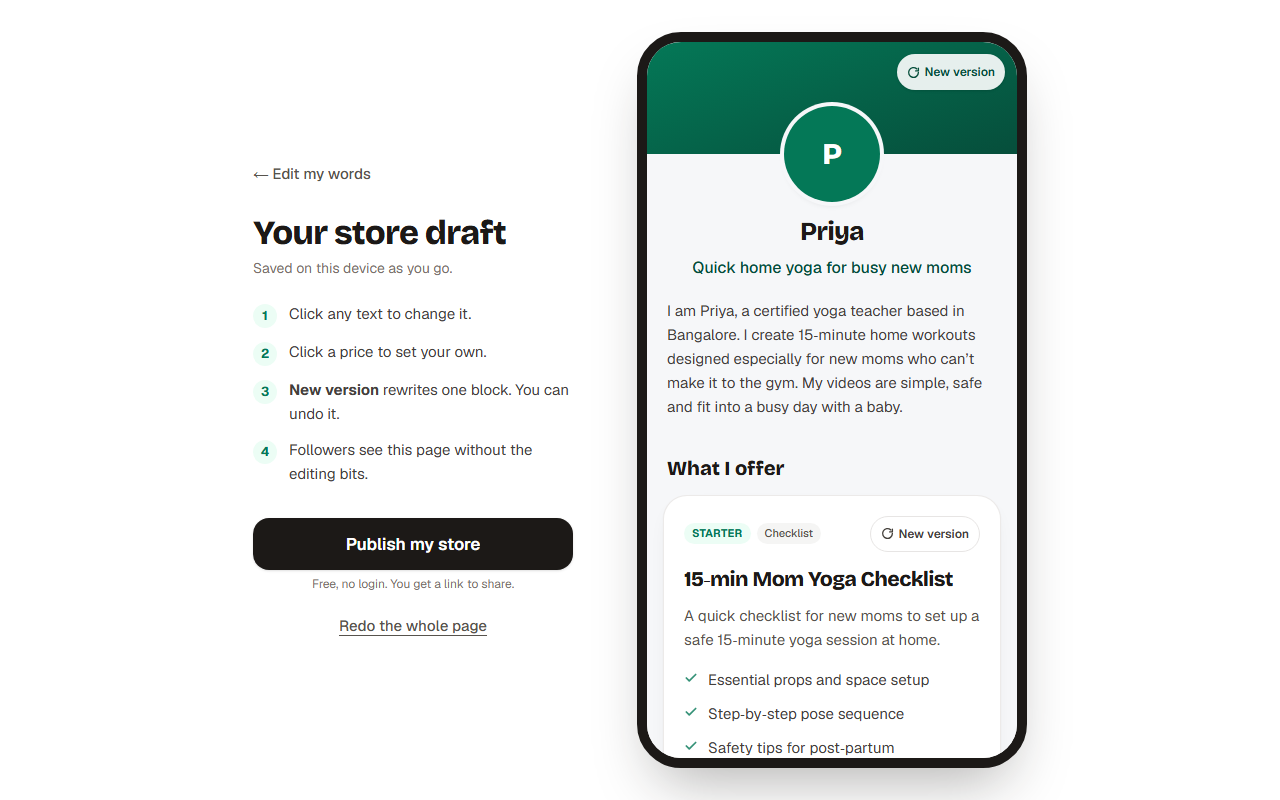 ← Edit my words
Your store draft
Saved on this device as you go.
1 Click any text to change it.
2 Click a price to set your own.
3 New version rewrites one block. You can
undo it.
4 Followers see this page without the
editing bits.
Publish my store
Free, no login. You get a link to share.
Redo the whole page
New version
P
Priya
Quick home yoga for busy new moms
I am Priya, a certified yoga teacher based in
Bangalore. I create 15-minute home workouts
designed especially for new moms who can’t
make it to the gym. My videos are simple, safe
and fit into a busy day with a baby.
What I offer
STARTER Checklist New version
15-min Mom Yoga Checklist
A quick checklist for new moms to set up a
safe 15-minute yoga session at home.
Essential props and space setup
Step-by-step pose sequence
Safety tips for post-partum